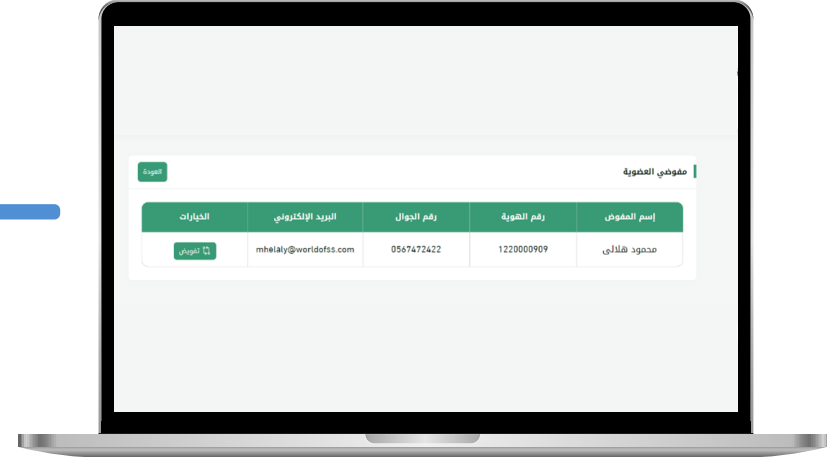 مفوضي العضوية
العودة
إسم المفوض رقم الهوية رقم الجوال البريد الإلكتروني الخيارات
محمود هلالى 1220000909 0567472422 mhelaly@worldofss.com تفويض